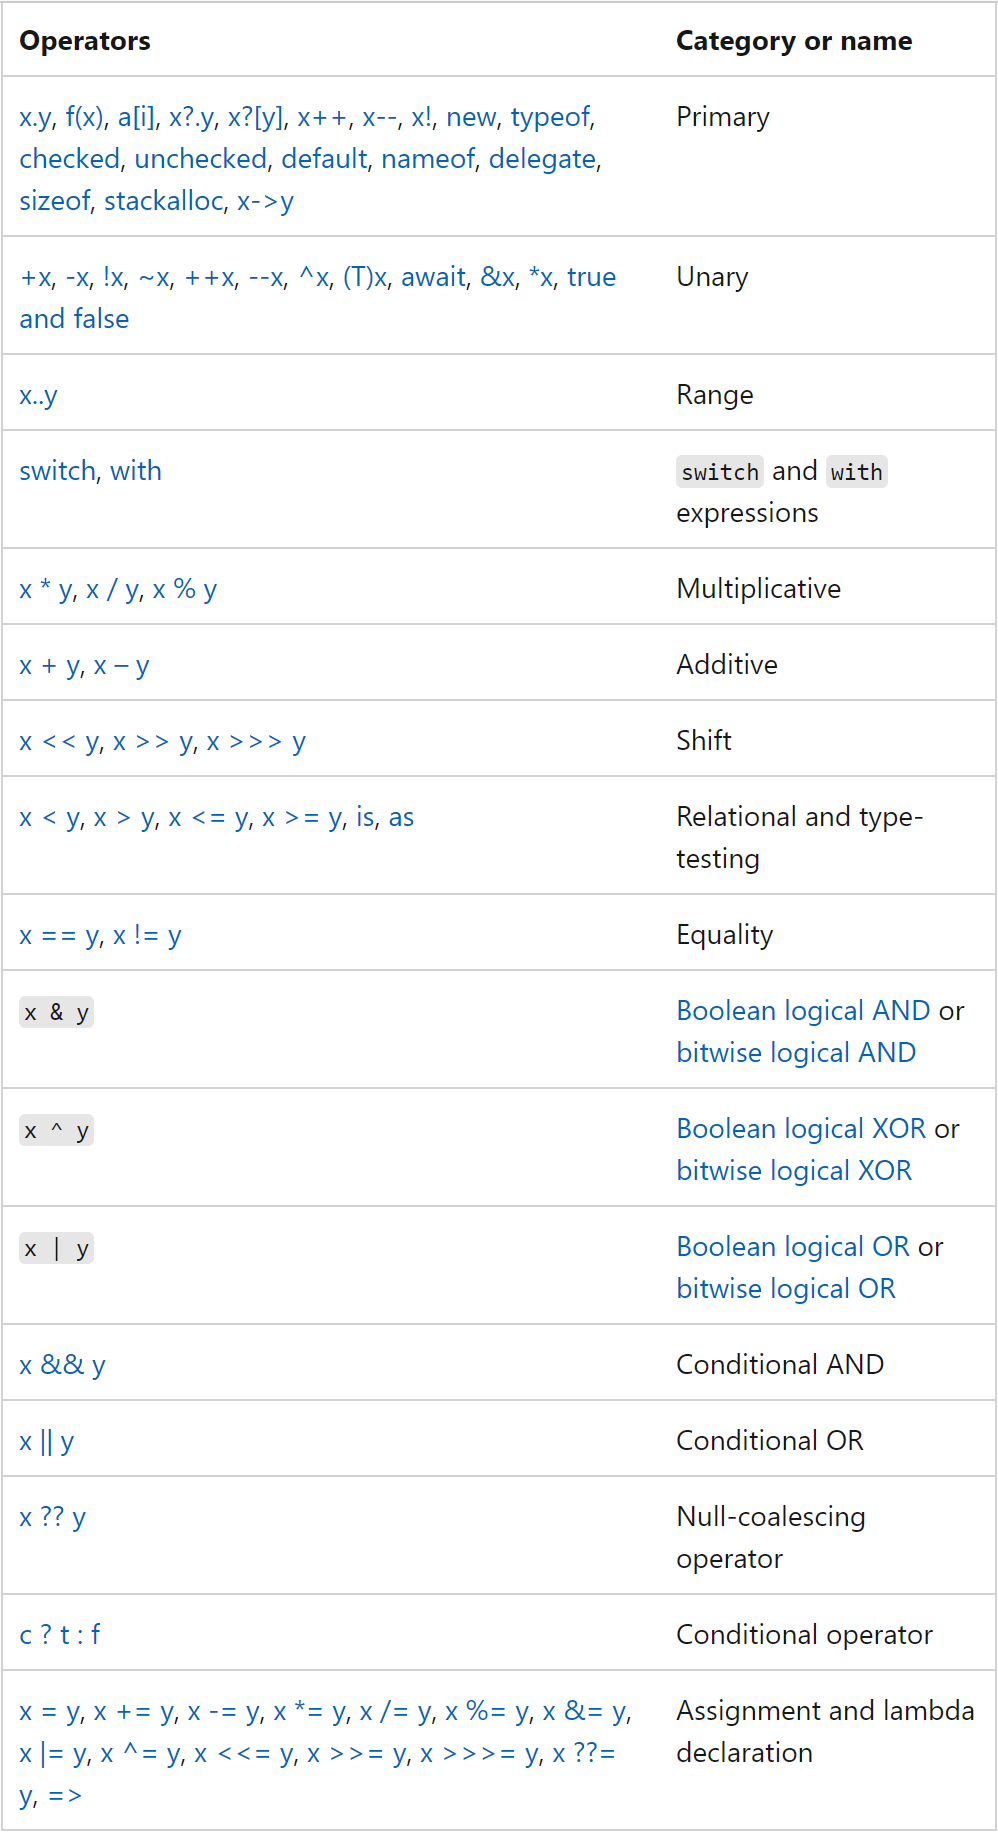 Operators Category or name
x.y, f(x), a[i], x?.y, x?[y], x++, x--, x!, new, typeof, Primary
checked, unchecked, default, nameof, delegate,
sizeof, stackalloc, x->y
+x, -x, !x, ~x, ++x, --x, ^x, (T)x, await, &x, *x, true Unary
and false
x..y Range
switch, with switch and with
expressions
x * y, x / y, x % y Multiplicative
x + y, x – y Additive
x << y, x >> y, x >>> y Shift
x < y, x > y, x <= y, x >= y, is, as Relational and type-
testing
x == y, x != y Equality
x & y Boolean logical AND or
bitwise logical AND
x ^ y Boolean logical XOR or
bitwise logical XOR
x | y Boolean logical OR or
bitwise logical OR
x && y Conditional AND
x || y Conditional OR
x ?? y Null-coalescing
operator
c ? t : f Conditional operator
x = y, x += y, x -= y, x *= y, x /= y, x %= y, x &= y, Assignment and lambda
x |= y, x ^= y, x <<= y, x >>= y, x >>>= y, x ??= declaration
y, =>